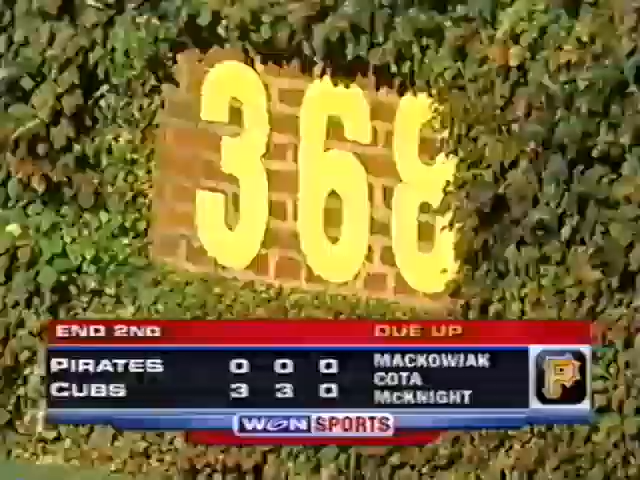 368
END 2ND DUE UP
PIRATES 0 0 0 MACKOWIAK
CUBS 3 3 0 COTA
MCKNIGHT
WGN SPORTS
P